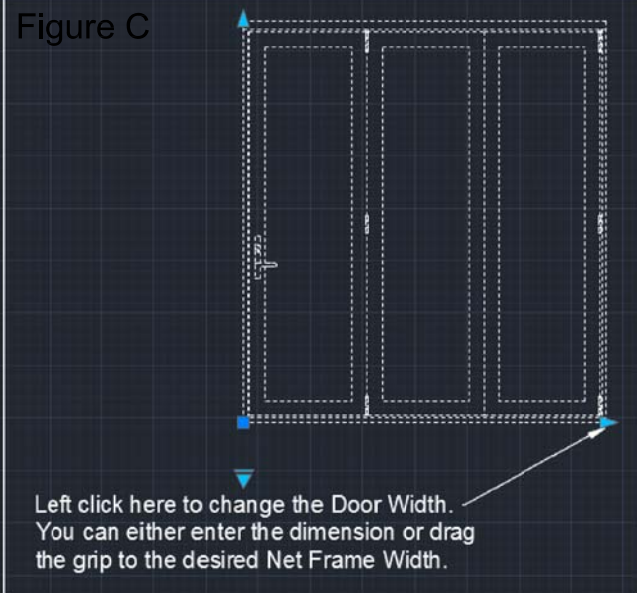 Figure C
Left click here to change the Door Width.
You can either enter the dimension or drag
the grip to the desired Net Frame Width.